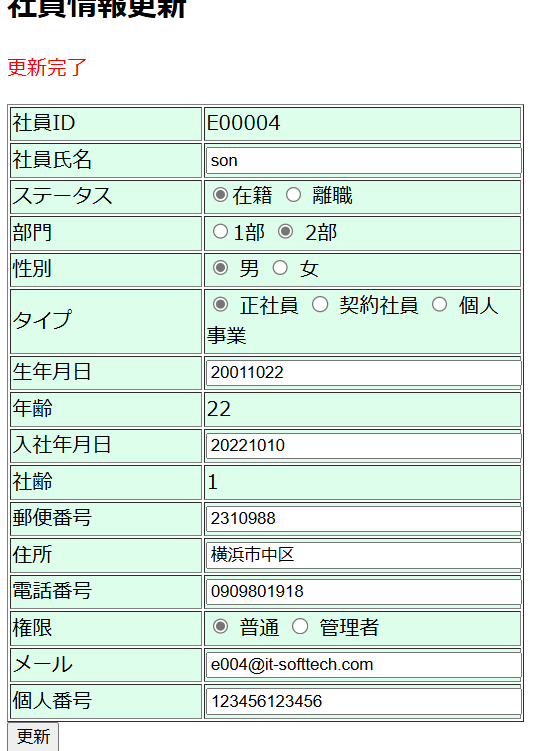 社員情報更新
更新完了
社員ID E00004
社員氏名 son
ステータス 在籍 離職
部門 1部 2部
性別 男 女
タイプ 正社員 契約社員 個人
事業
生年月日 20011022
年齢 22
入社年月日 20221010
社齢 1
郵便番号 2310988
住所 横浜市中区
電話番号 0909801918
権限 普通 管理者
メール e004@it-softtech.com
個人番号 123456123456
更新